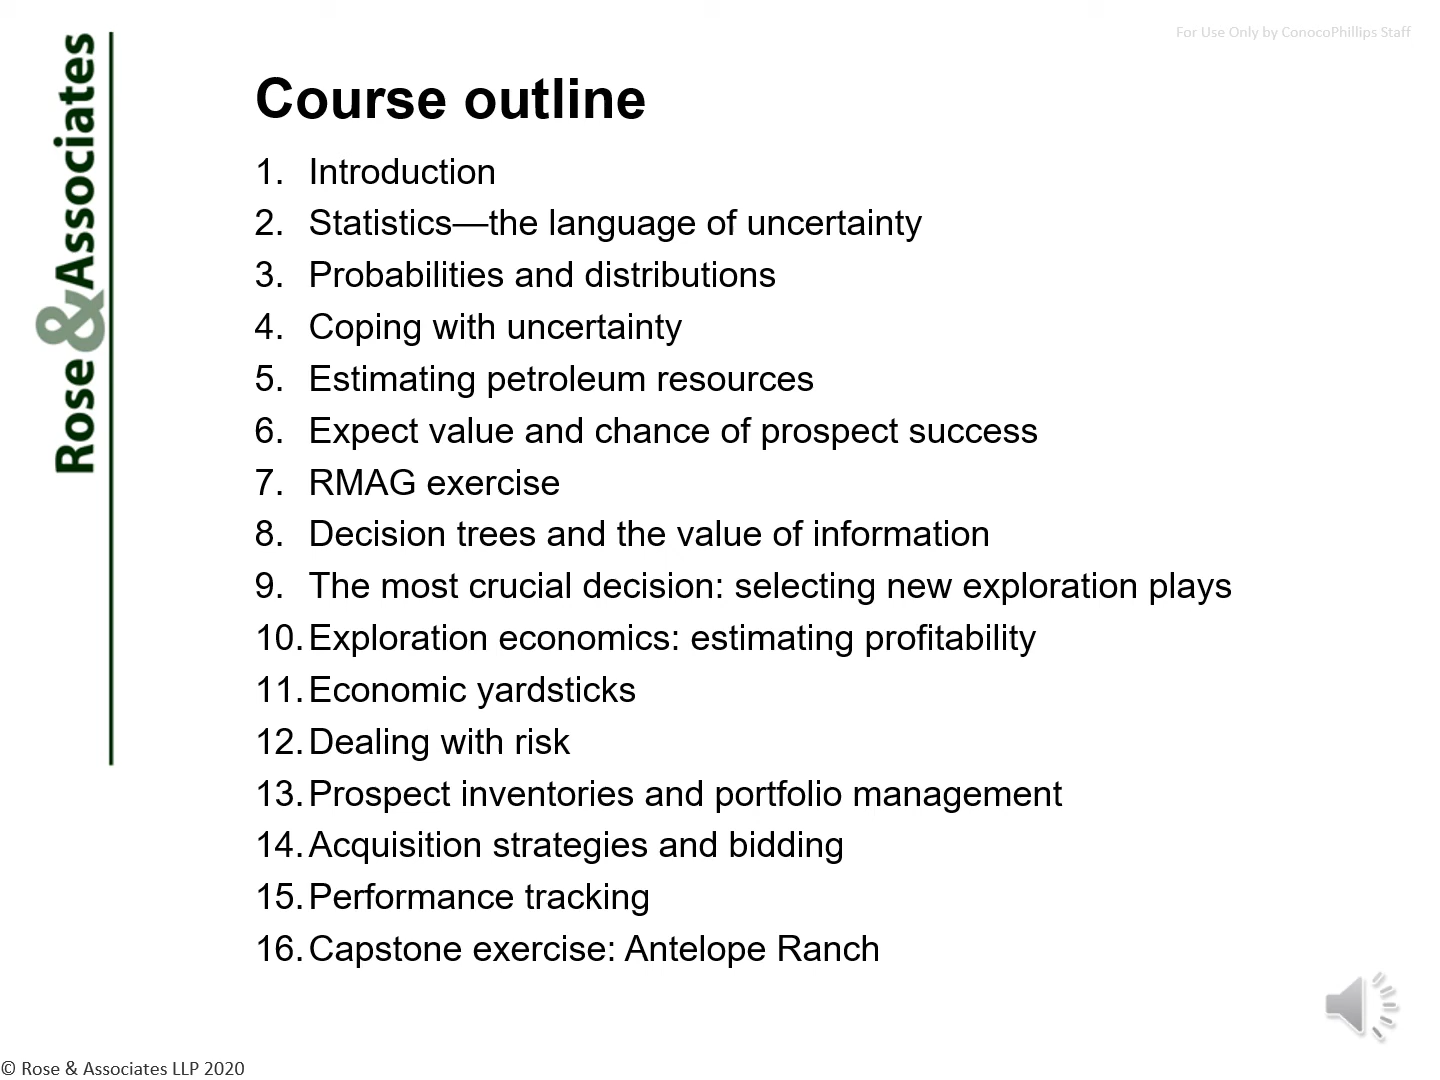 For Use Only by ConocoPhillips Staff
Rose & Associates
Course outline
1. Introduction
2. Statistics—the language of uncertainty
3. Probabilities and distributions
4. Coping with uncertainty
5. Estimating petroleum resources
6. Expect value and chance of prospect success
7. RMAG exercise
8. Decision trees and the value of information
9. The most crucial decision: selecting new exploration plays
10. Exploration economics: estimating profitability
11. Economic yardsticks
12. Dealing with risk
13. Prospect inventories and portfolio management
14. Acquisition strategies and bidding
15. Performance tracking
16. Capstone exercise: Antelope Ranch
© Rose & Associates LLP 2020